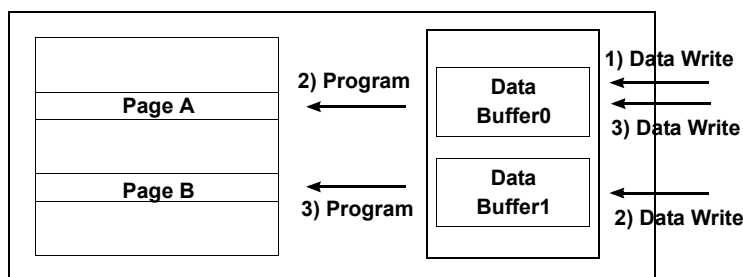 1) Data Write
2) Program
Data
Buffer0
Page A
3) Data Write
Page B
Data
Buffer1
3) Program
2) Data Write